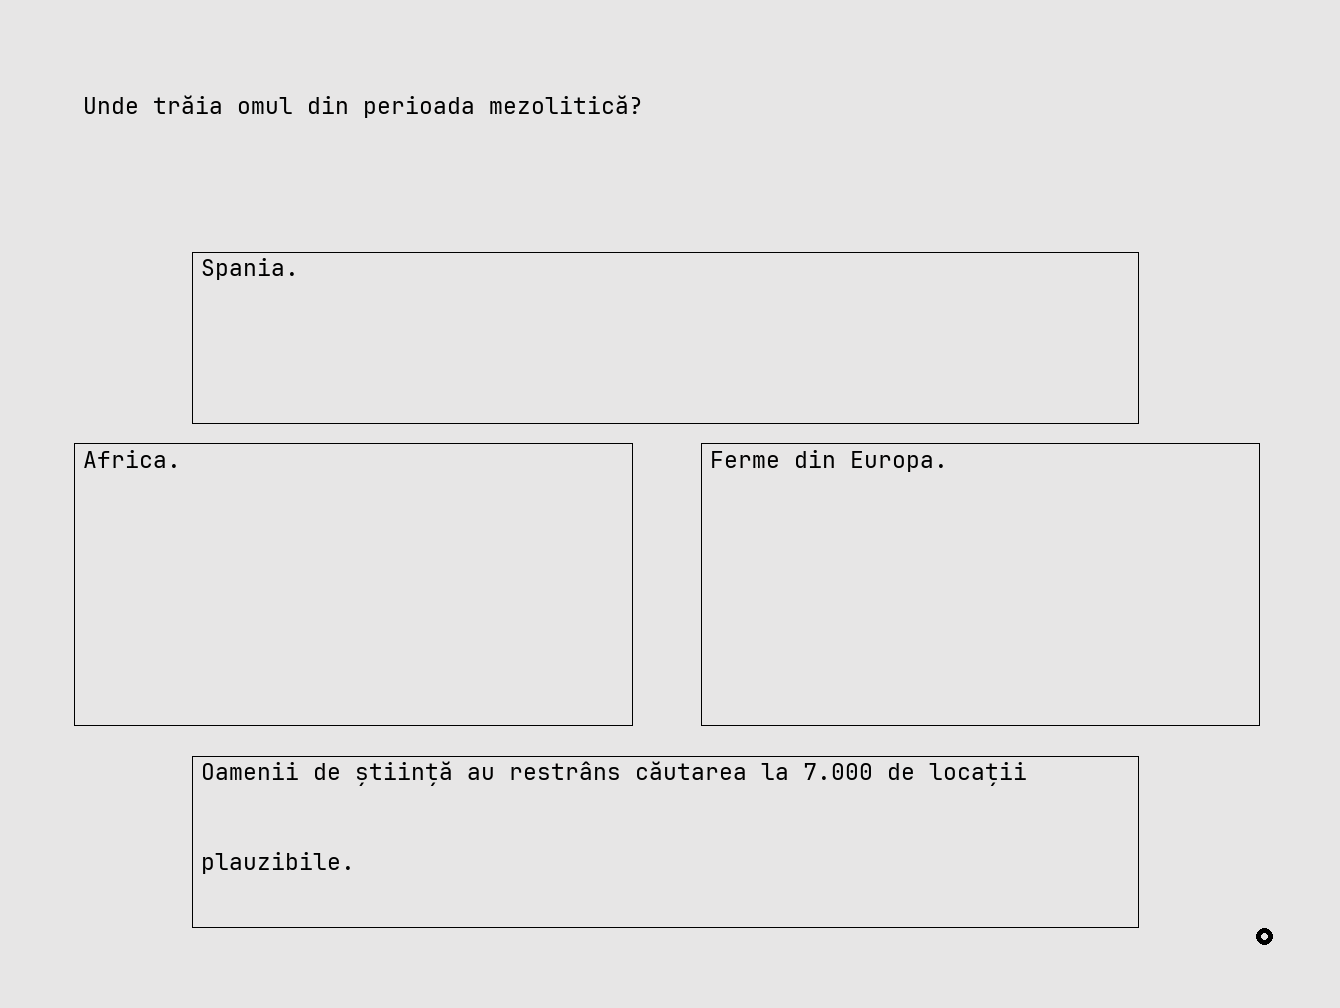 Unde trăia omul din perioada mezolitică?
Spania.
Africa.
Ferme din Europa.
Oamenii de știință au restrâns căutarea la 7.000 de locații
plauzibile.